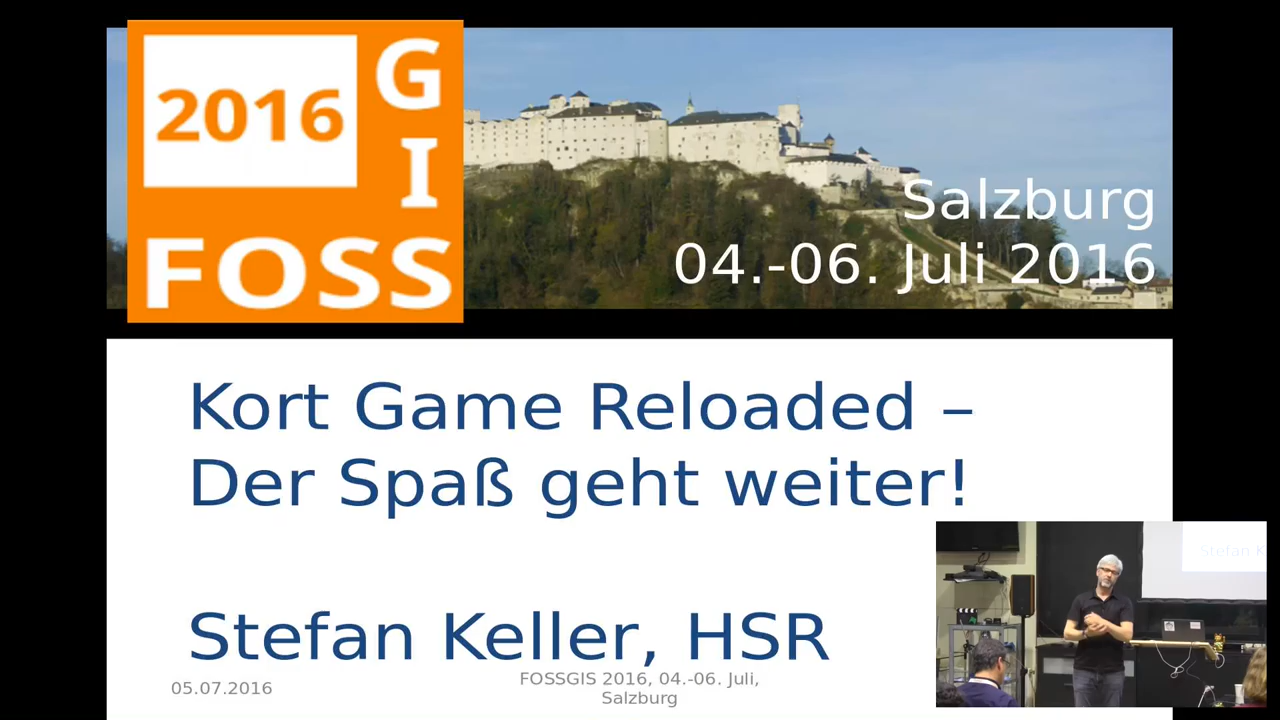 2016
G
I
FOSS
Salzburg
04.-06. Juli 2016
Kort Game Reloaded –
Der Spaß geht weiter!
Stefan Keller, HSR
05.07.2016
FOSSGIS 2016, 04.-06. Juli,
Salzburg
Stefan K